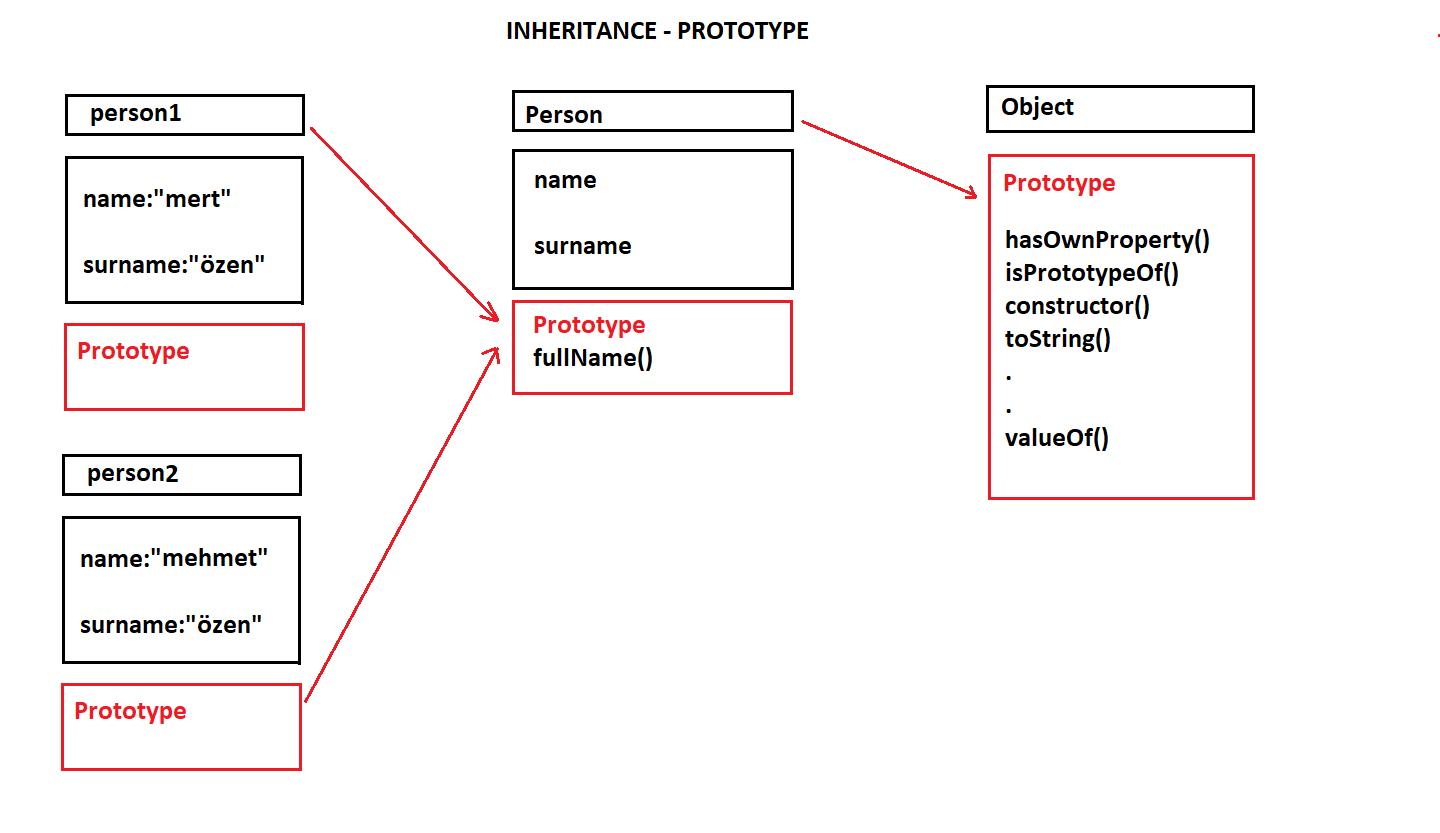 INHERITANCE - PROTOTYPE
person1
name:"mert"
surname:"özen"
Prototype
person2
name:"mehmet"
surname:"özen"
Prototype
Person
name
surname
Prototype
fullName()
Object
Prototype
hasOwnProperty()
isPrototypeOf()
constructor()
toString()
.
.
valueOf()